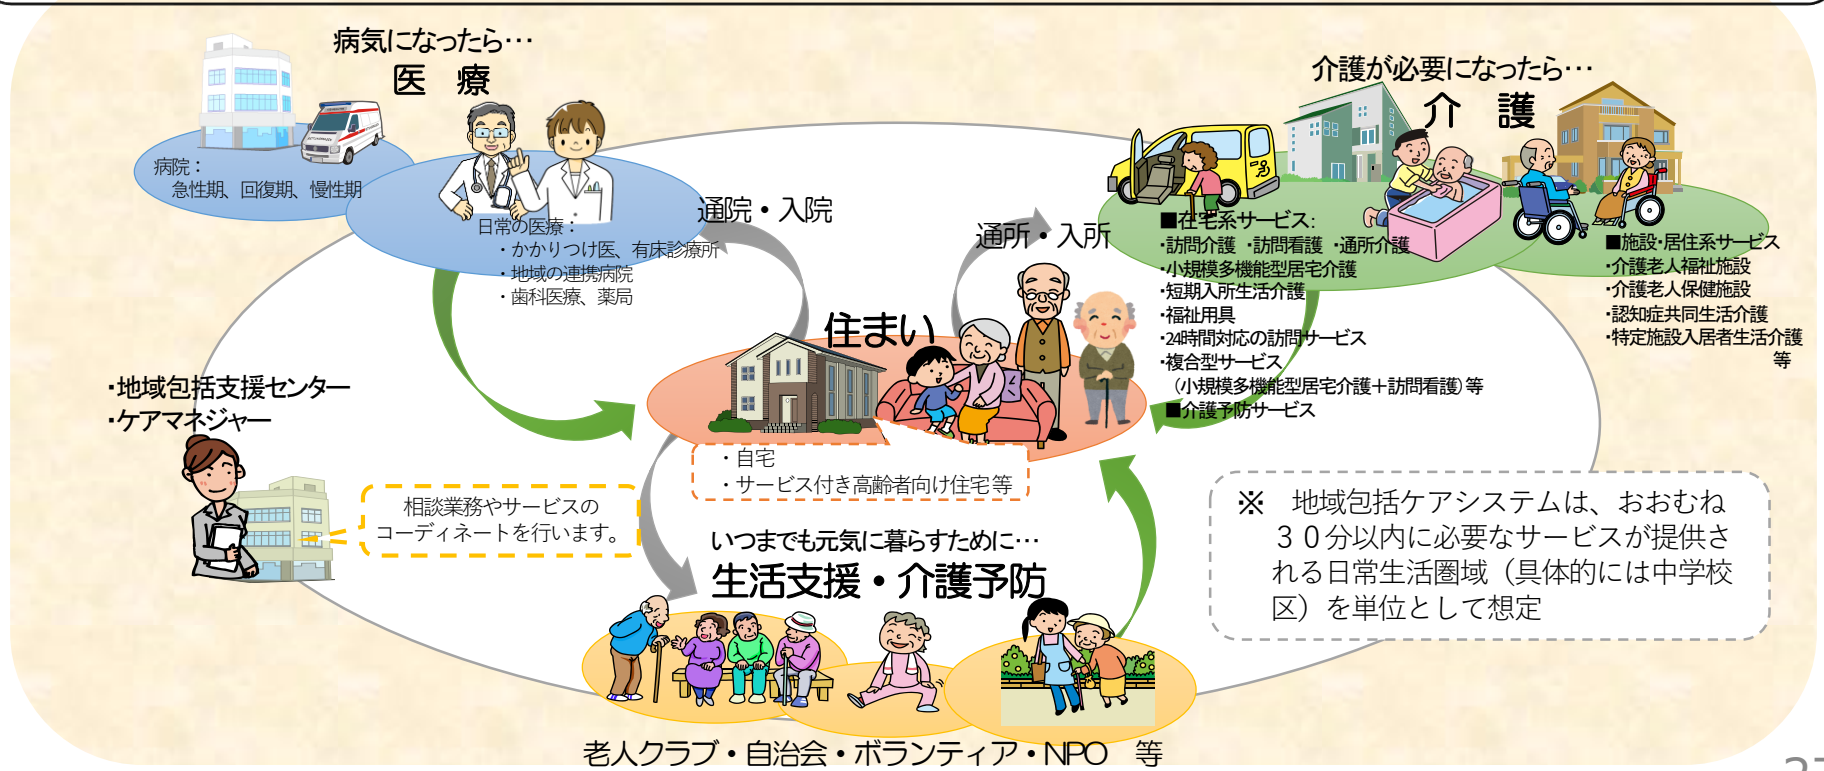 病気になったら…
医　療
病院：
急性期、回復期、慢性期
日常の医療：
・かかりつけ医、有床診療所
・地域の連携病院
・歯科医療、薬局
通院・入院
通所・入所
介護が必要になったら…
介　護
■在宅系サービス:
・訪問介護 ・訪問看護 ・通所介護
・小規模多機能型居宅介護
・短期入所生活介護
・福祉用具
・24時間対応の訪問サービス
・複合型サービス
（小規模多機能型居宅介護＋訪問看護）等
■介護予防サービス
■施設・居住系サービス
・介護老人福祉施設
・介護老人保健施設
・認知症共同生活介護
・特定施設入居者生活介護
等
住まい
・自宅
・サービス付き高齢者向け住宅等
・地域包括支援センター
・ケアマネジャー
相談業務やサービスの
コーディネートを行います。
いつまでも元気に暮らすために…
生活支援・介護予防
老人クラブ・自治会・ボランティア・NPO　等
※　地域包括ケアシステムは、おおむね
３０分以内に必要なサービスが提供さ
れる日常生活圏域（具体的には中学校
区）を単位として想定